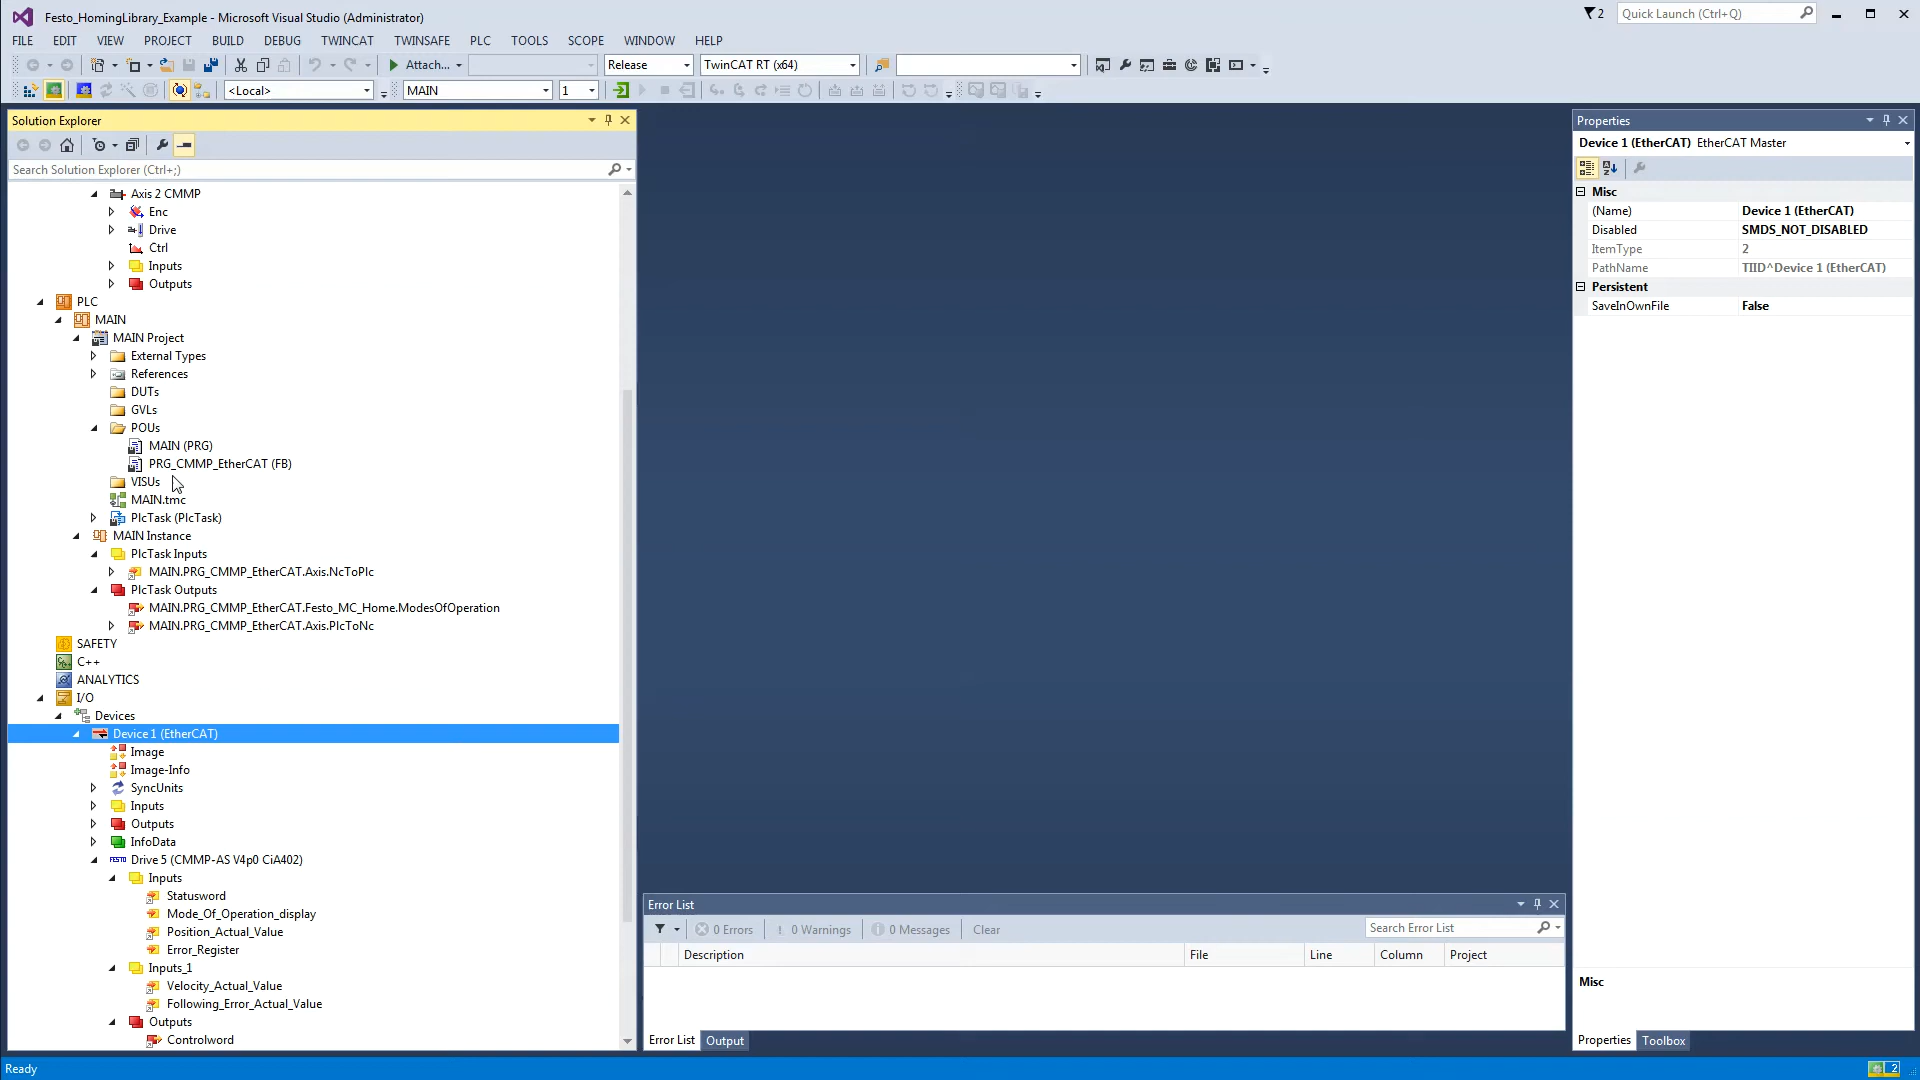 Festo_HomingLibrary_Example - Microsoft Visual Studio (Administrator)
2
Quick Launch (Ctrl+Q)
FILE EDIT VIEW PROJECT BUILD DEBUG TWINCAT TWINSAFE PLC TOOLS SCOPE WINDOW HELP
Attach...
Release
TwinCAT RT (x64)
<Local>
MAIN
1
Solution Explorer
Search Solution Explorer (Ctrl+;)
Axis 2 CMMP
Enc
Drive
Ctrl
Inputs
Outputs
PLC
MAIN
MAIN Project
External Types
References
DUTs
GVLs
POUs
MAIN (PRG)
PRG_CMMP_EtherCAT (FB)
VISUs
MAIN.tmc
PlcTask (PlcTask)
MAIN Instance
PlcTask Inputs
MAIN.PRG_CMMP_EtherCAT.Axis.NcToPlc
PlcTask Outputs
MAIN.PRG_CMMP_EtherCAT.Festo_MC_Home.ModesOfOperation
MAIN.PRG_CMMP_EtherCAT.Axis.PlcToNc
SAFETY
C++
ANALYTICS
I/O
Devices
Device 1 (EtherCAT)
Image
Image-Info
SyncUnits
Inputs
Outputs
InfoData
FESTO Drive 5 (CMMP-AS V4p0 CiA402)
Inputs
Statusword
Mode_Of_Operation_display
Position_Actual_Value
Error_Register
Inputs_1
Velocity_Actual_Value
Following_Error_Actual_Value
Outputs
Controlword
Error List
0 Errors
0 Warnings
0 Messages
Clear
Search Error List
Description File Line Column Project
Error List Output
Properties
Device 1 (EtherCAT) EtherCAT Master
Misc
(Name) Device 1 (EtherCAT)
Disabled SMDS_NOT_DISABLED
ItemType 2
PathName TIID^Device 1 (EtherCAT)
Persistent
SaveInOwnFile False
Misc
Properties Toolbox
Ready
2